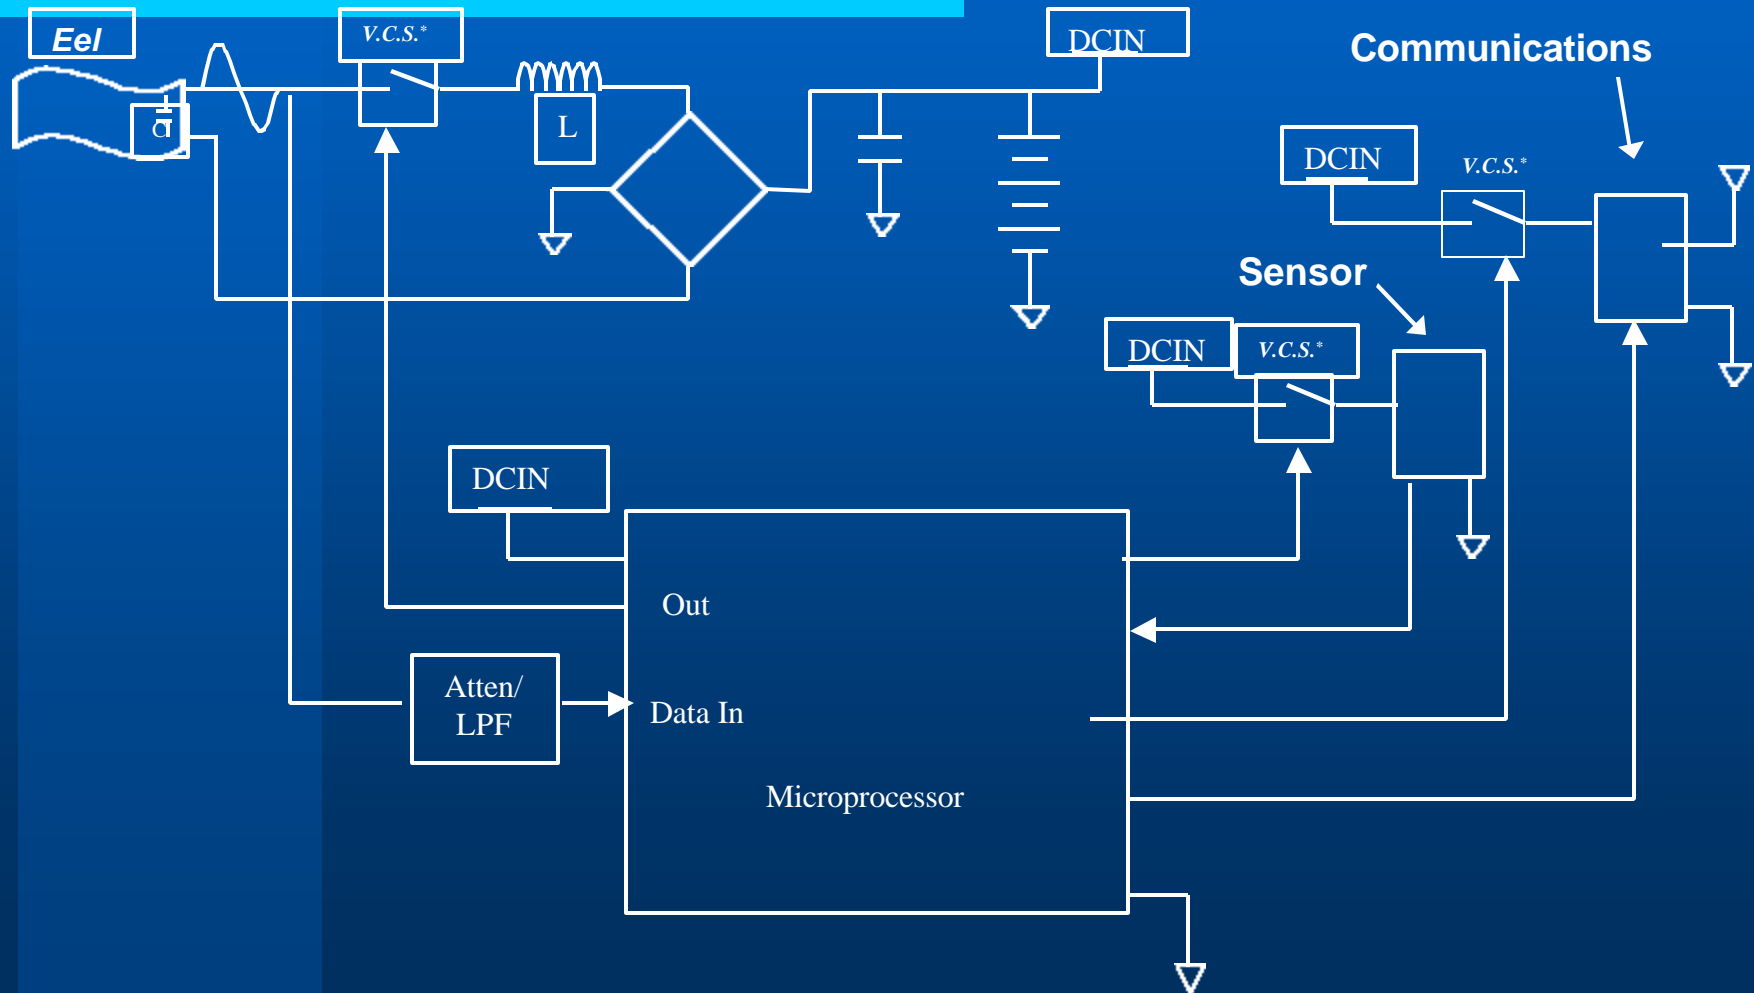 Eel
V.C.S.*
DCIN
Communications
L
DCIN
V.C.S.*
Sensor
DCIN
V.C.S.*
DCIN
Out
Atten/
LPF
Data In
Microprocessor